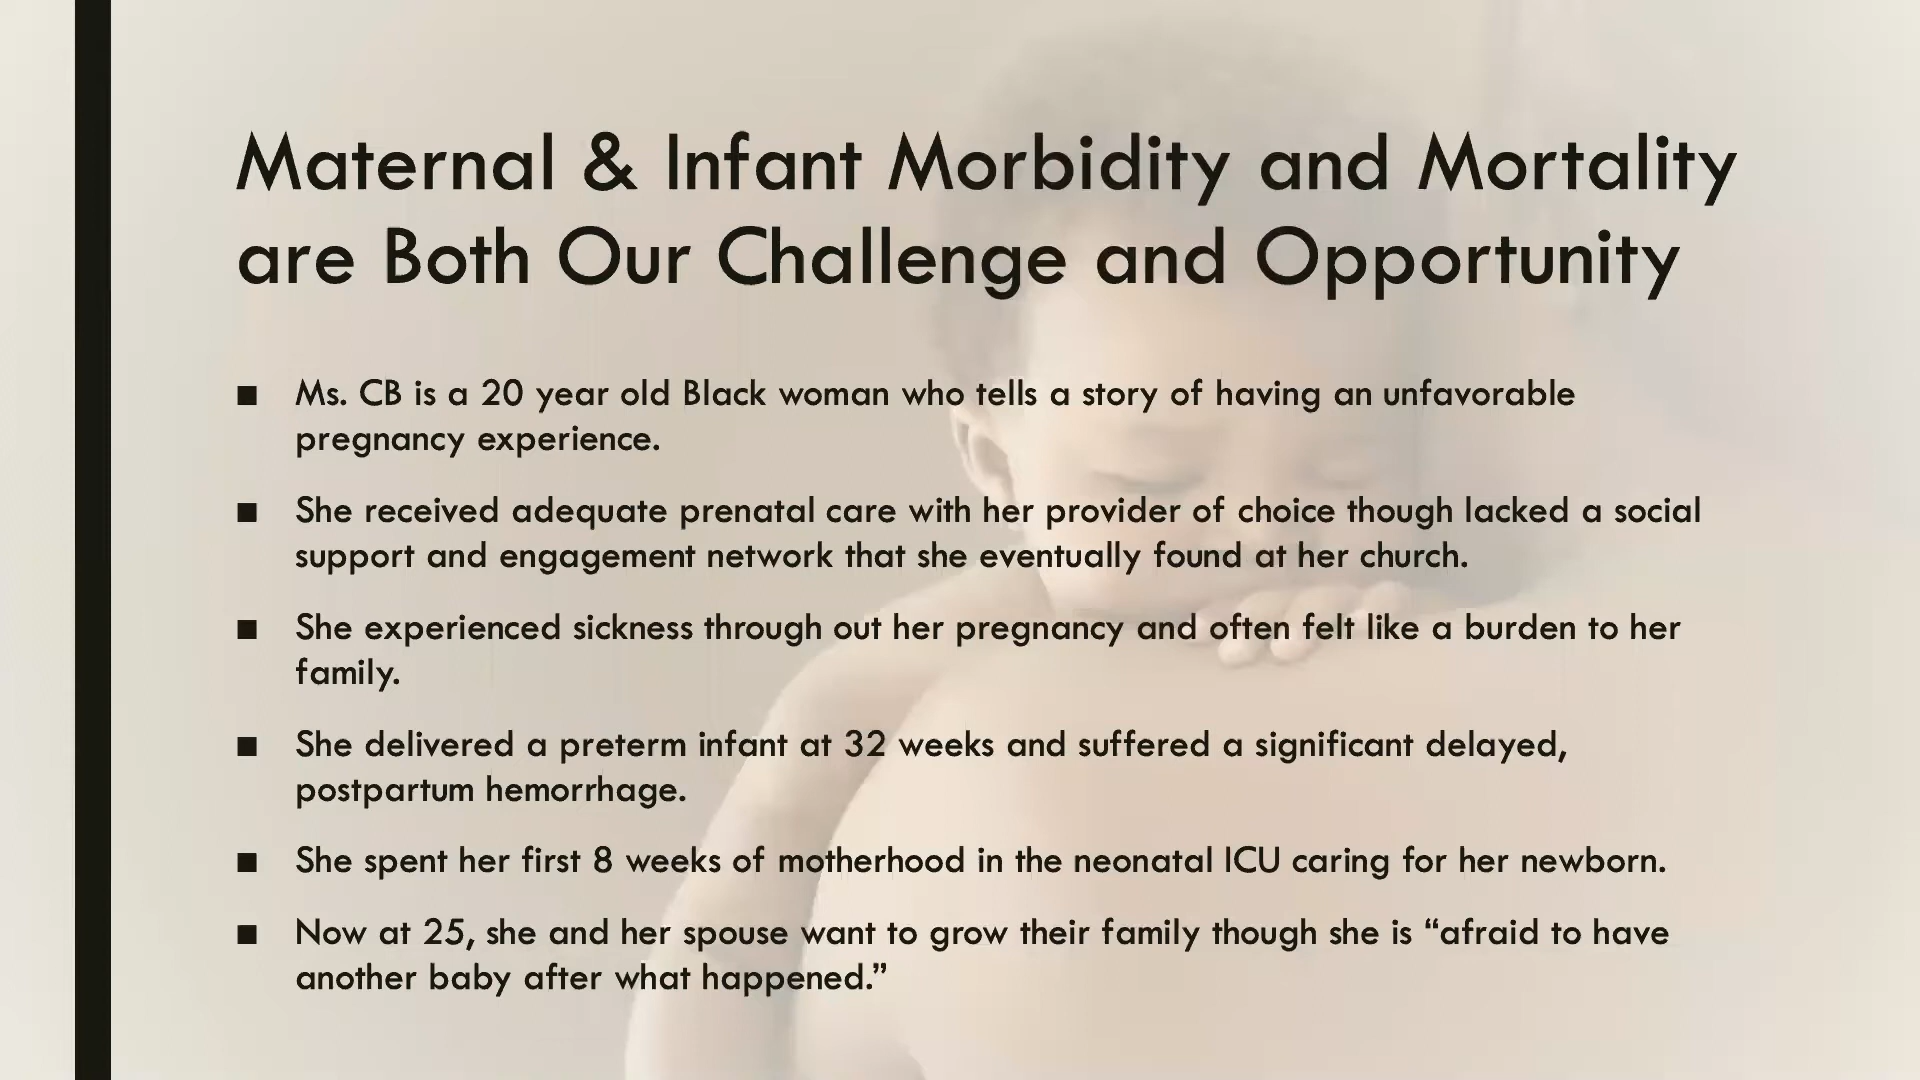 Maternal & Infant Morbidity and Mortality
are Both Our Challenge and Opportunity
■ Ms. CB is a 20 year old Black woman who tells a story of having an unfavorable
pregnancy experience.
■ She received adequate prenatal care with her provider of choice though lacked a social
support and engagement network that she eventually found at her church.
■ She experienced sickness through out her pregnancy and often felt like a burden to her
family.
■ She delivered a preterm infant at 32 weeks and suffered a significant delayed,
postpartum hemorrhage.
■ She spent her first 8 weeks of motherhood in the neonatal ICU caring for her newborn.
■ Now at 25, she and her spouse want to grow their family though she is “afraid to have
another baby after what happened.”